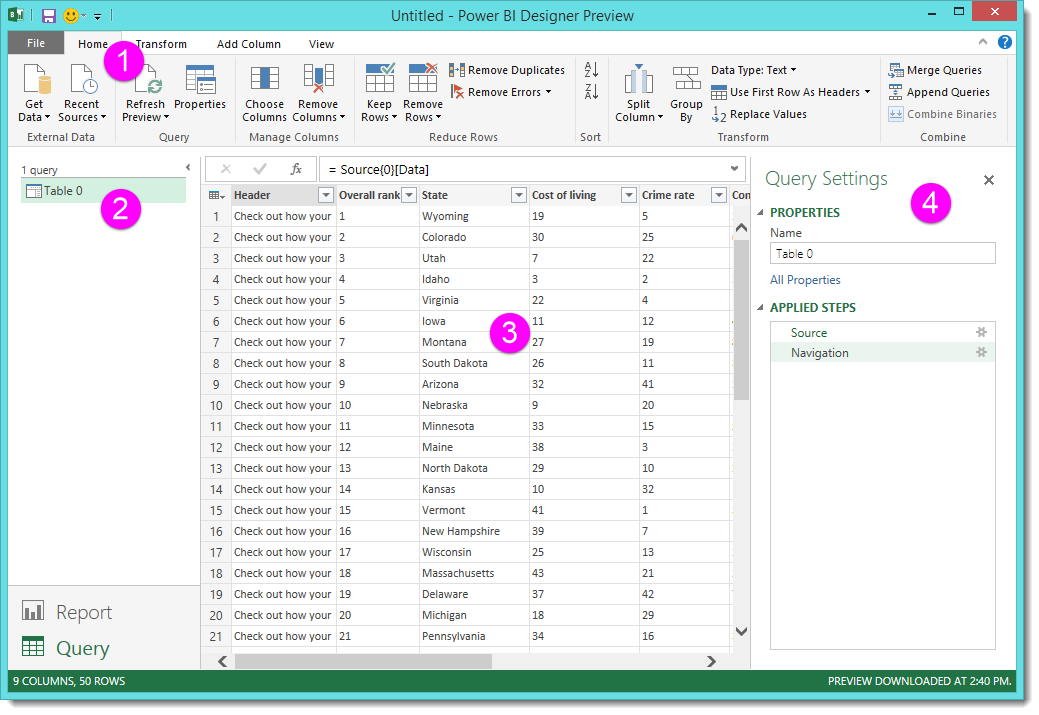 Untitled - Power BI Designer Preview
File Home Transform Add Column View
1
Get Data
Recent Sources
External Data
Refresh Preview
Properties
Query
Choose Columns
Remove Columns
Manage Columns
Keep Rows
Remove Rows
Remove Duplicates
Remove Errors
Reduce Rows
Sort
Split Column
Group By
Data Type: Text
Use First Row As Headers
Replace Values
Transform
Merge Queries
Append Queries
Combine Binaries
Combine
1 query
Table 0
2
fx = Source{0}[Data]
Header Overall rank State Cost of living Crime rate Con
1 Check out how your 1 Wyoming 19 5
2 Check out how your 2 Colorado 30 25
3 Check out how your 3 Utah 7 22
4 Check out how your 4 Idaho 3 2
5 Check out how your 5 Virginia 22 4
6 Check out how your 6 Iowa 11 12
3
7 Check out how your 7 Montana 27 19
8 Check out how your 8 South Dakota 26 11
9 Check out how your 9 Arizona 32 41
10 Check out how your 10 Nebraska 9 20
11 Check out how your 11 Minnesota 33 15
12 Check out how your 12 Maine 38 3
13 Check out how your 13 North Dakota 29 10
14 Check out how your 14 Kansas 10 32
15 Check out how your 15 Vermont 41 1
16 Check out how your 16 New Hampshire 39 7
17 Check out how your 17 Wisconsin 25 13
18 Check out how your 18 Massachusetts 43 21
19 Check out how your 19 Delaware 37 42
20 Check out how your 20 Michigan 18 29
21 Check out how your 21 Pennsylvania 34 16
Query Settings
4
PROPERTIES
Name
Table 0
All Properties
APPLIED STEPS
Source
Navigation
Report
Query
9 COLUMNS, 50 ROWS
PREVIEW DOWNLOADED AT 2:40 PM.